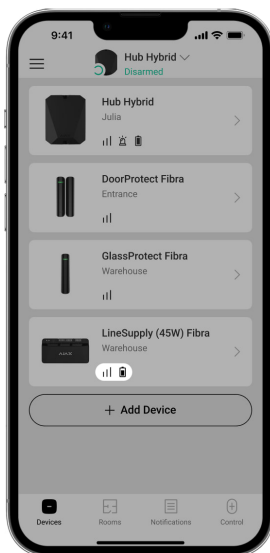 9:41
Hub Hybrid
Disarmed
Hub Hybrid
Julia
DoorProtect Fibra
Entrance
GlassProtect Fibra
Warehouse
LineSupply (45W) Fibra
Warehouse
AJAX
+ Add Device
Devices
Rooms
Notifications
Control